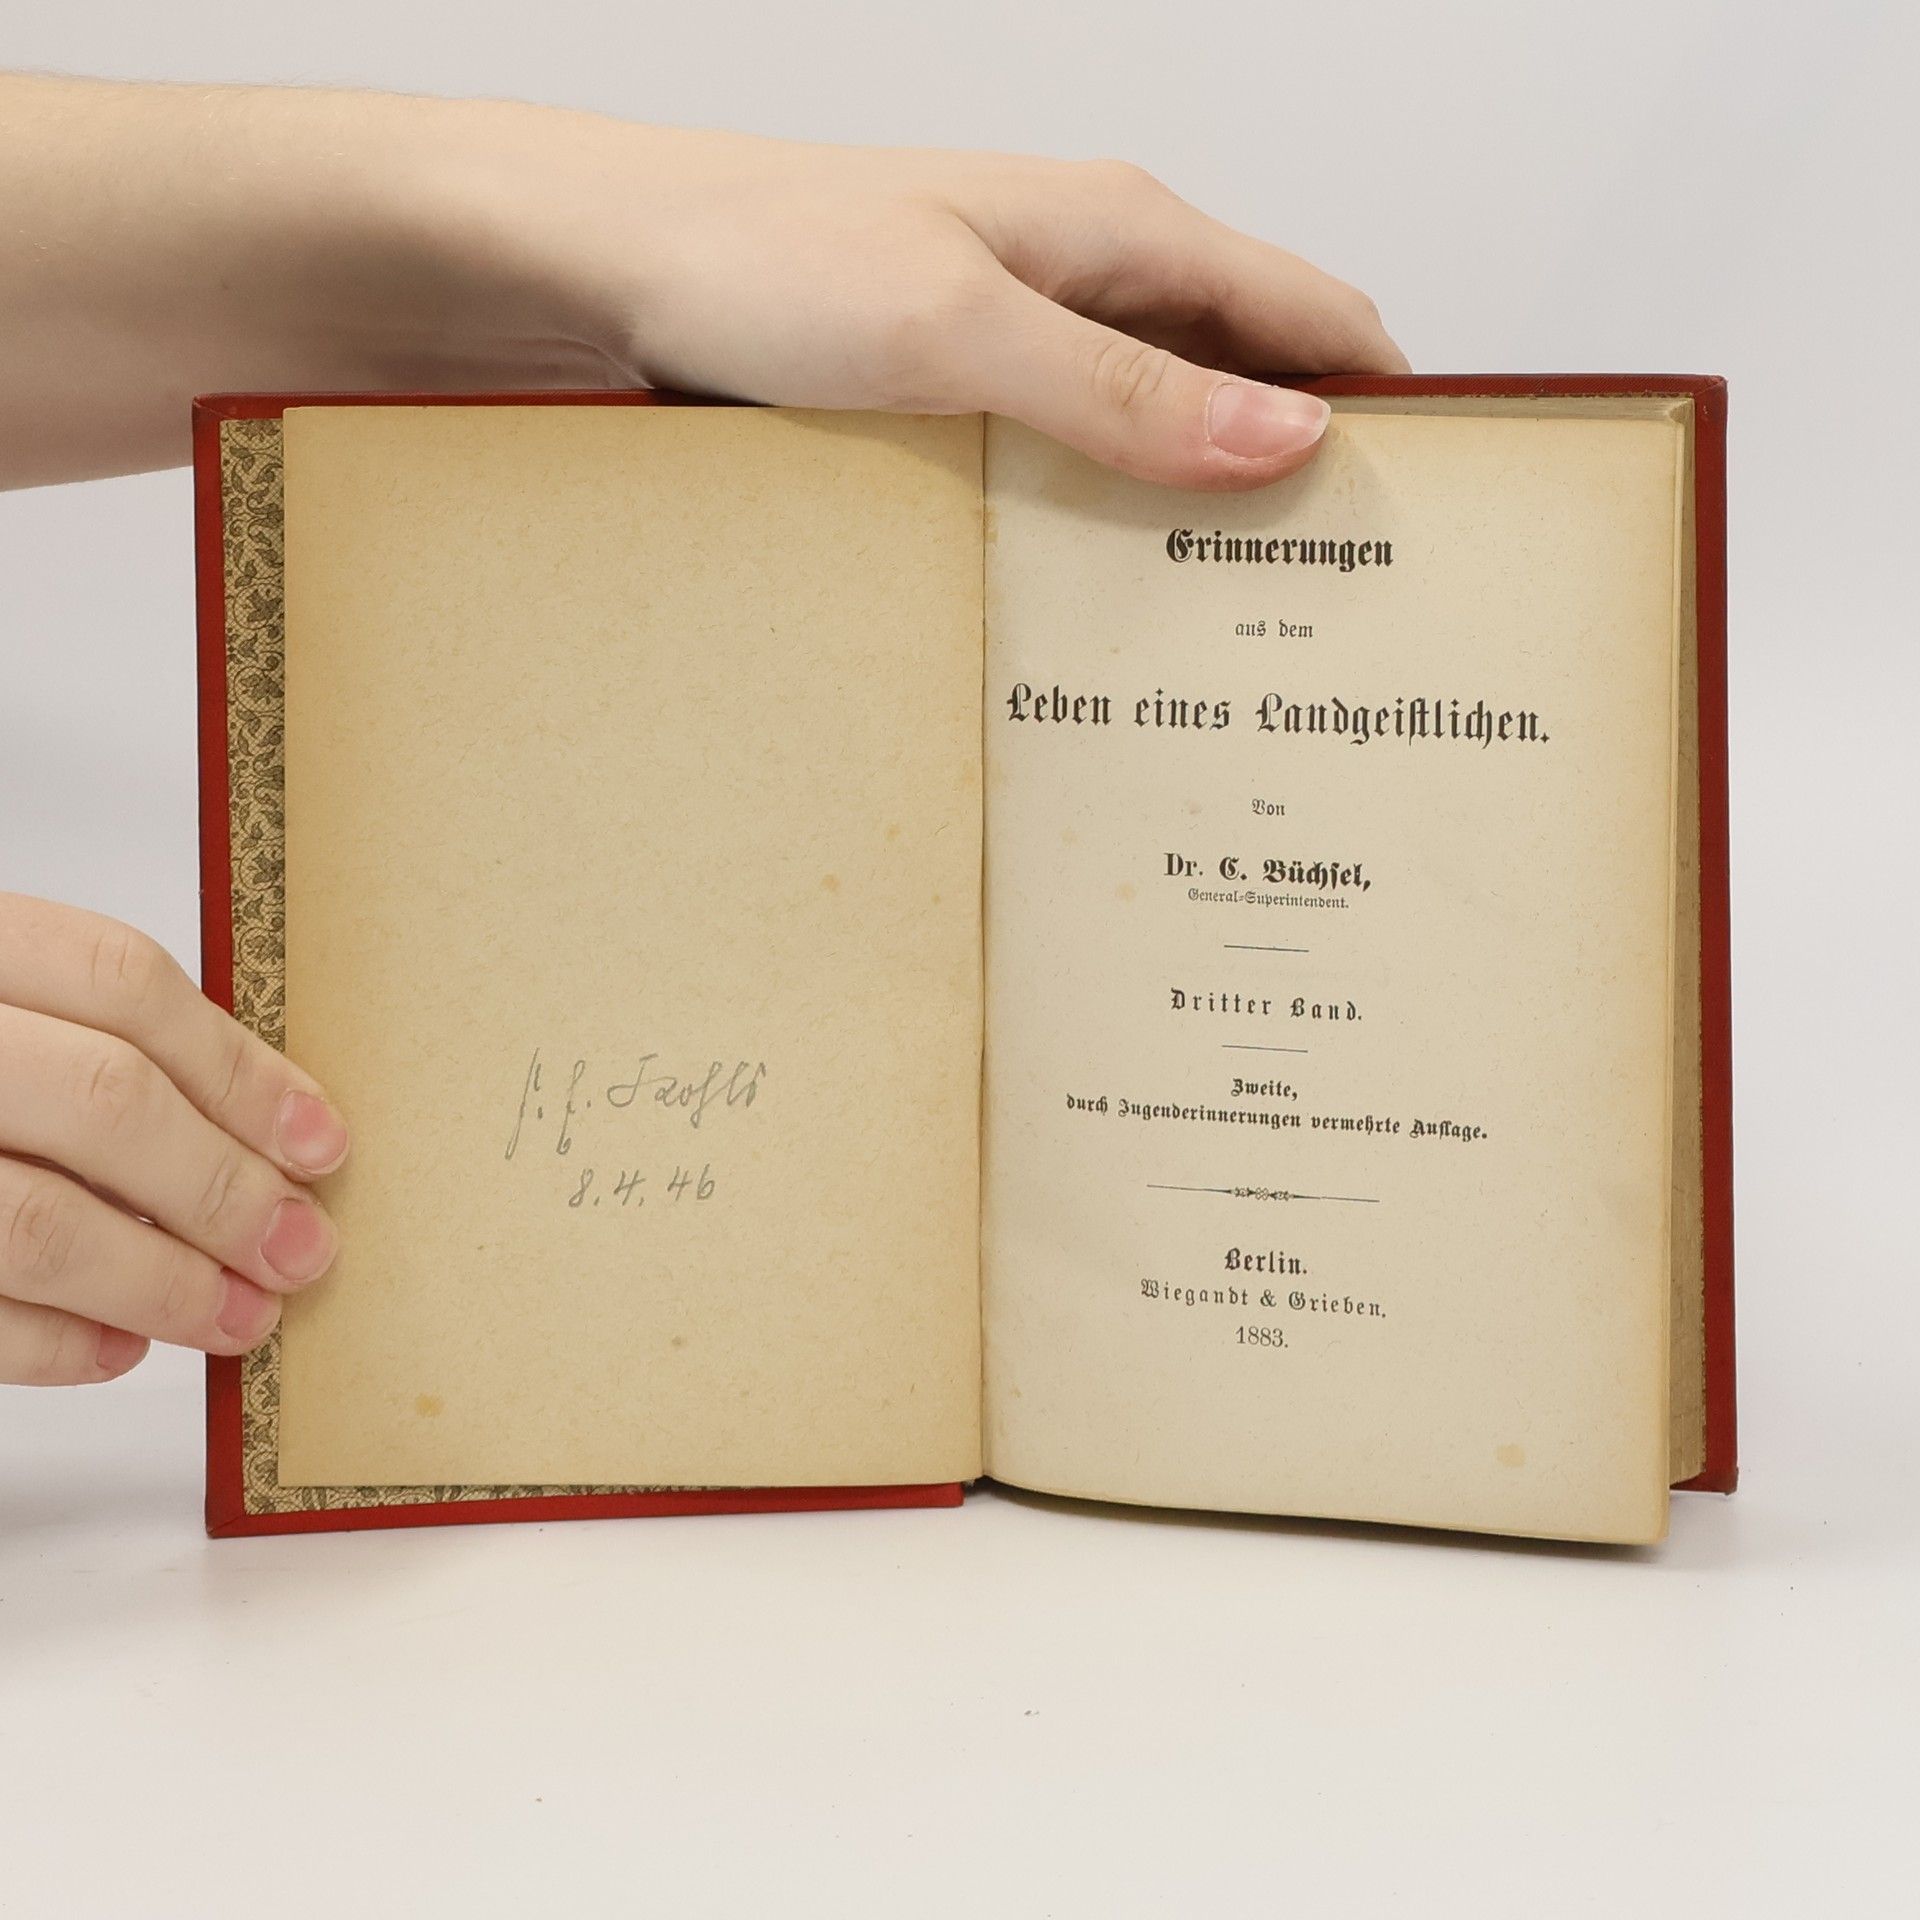 8.4.46
Erinnerungen
aus dem
Leben eines Landgeistlichen.
Von
Dr. C. Büchsel,
General-Superintendent.
Dritter Band.
Zweite,
durch Jugenderinnerungen vermehrte Auflage.
Berlin.
Wiegandt & Grieben.
1883.